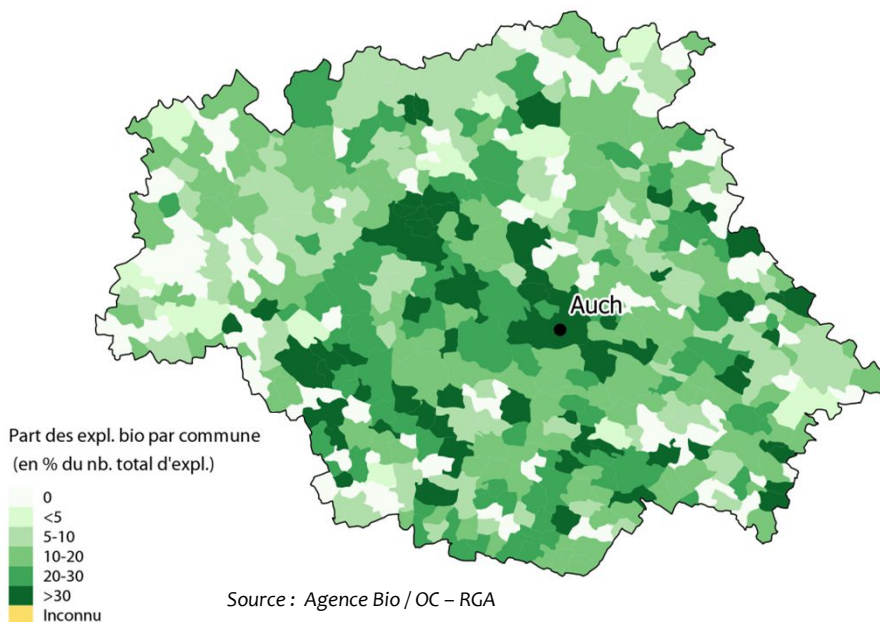 Auch
Part des expl. bio par commune
(en % du nb. total d'expl.)
0
<5
5-10
10-20
20-30
>30
Inconnu
Source : Agence Bio / OC – RGA